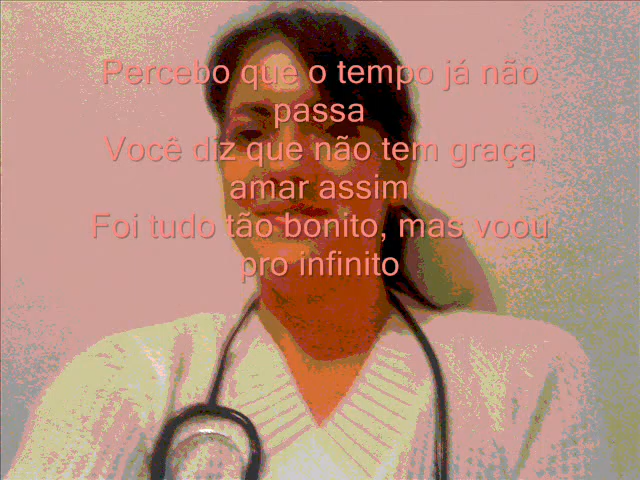 Percebo que o tempo já não
passa
Você diz que não tem graça
amar assim
Foi tudo tão bonito, mas voou
pro infinito